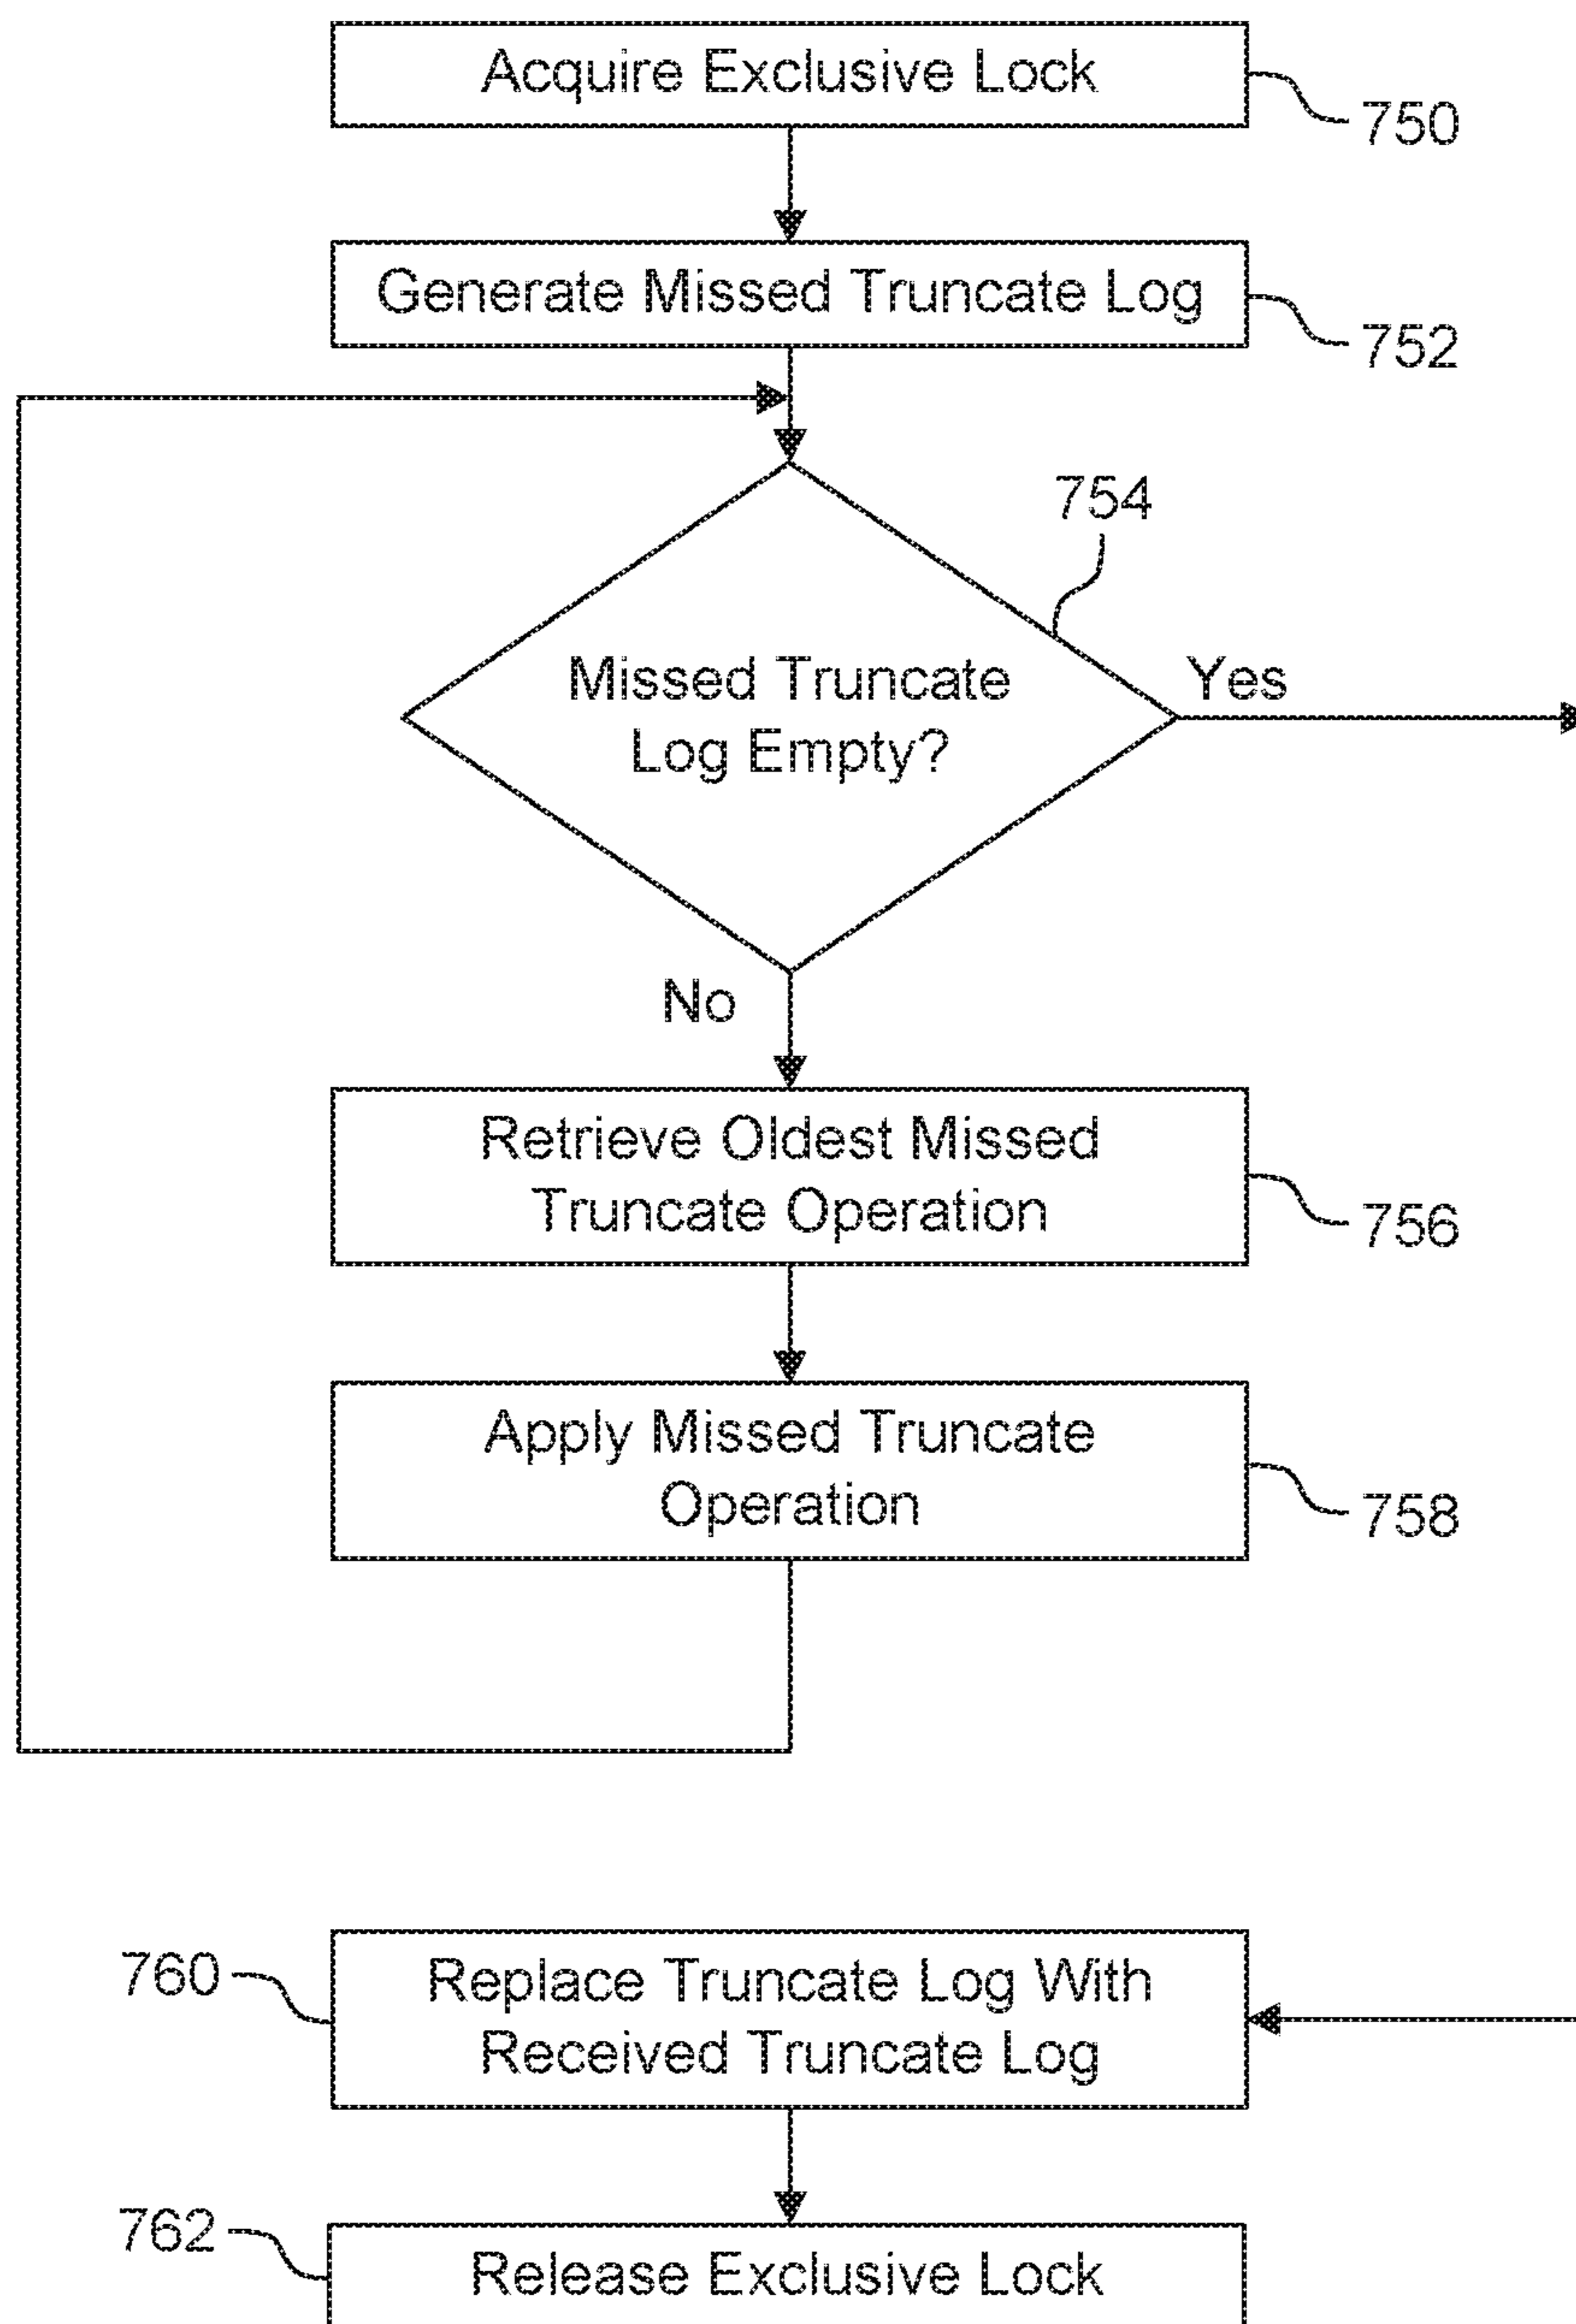 Acquire Exclusive Lock
750
Generate Missed Truncate Log
752
754
Missed Truncate
Log Empty?
Yes
No
Retrieve Oldest Missed
Truncate Operation
756
Apply Missed Truncate
Operation
758
760
Replace Truncate Log With
Received Truncate Log
762
Release Exclusive Lock